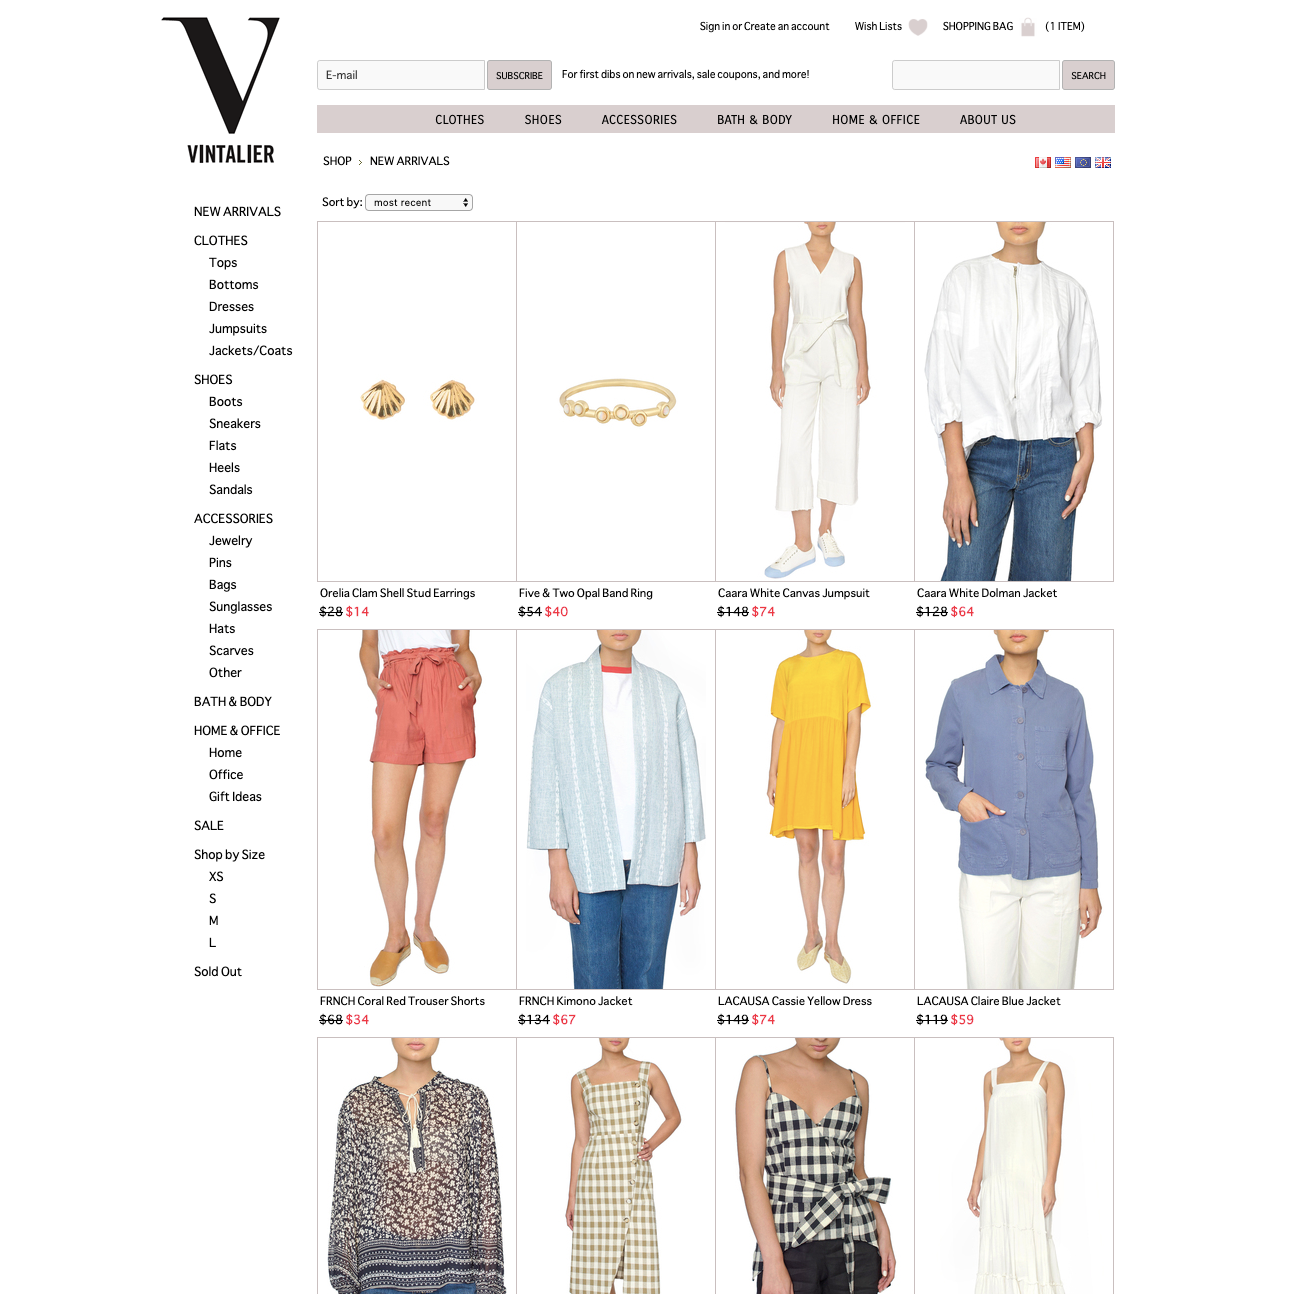 V
VINTALIER
Sign in or Create an account
Wish Lists
SHOPPING BAG
(1 ITEM)
E-mail
SUBSCRIBE
For first dibs on new arrivals, sale coupons, and more!
SEARCH
CLOTHES
SHOES
ACCESSORIES
BATH & BODY
HOME & OFFICE
ABOUT US
SHOP › NEW ARRIVALS
Sort by: most recent
NEW ARRIVALS
CLOTHES
Tops
Bottoms
Dresses
Jumpsuits
Jackets/Coats
SHOES
Boots
Sneakers
Flats
Heels
Sandals
ACCESSORIES
Jewelry
Pins
Bags
Sunglasses
Hats
Scarves
Other
BATH & BODY
HOME & OFFICE
Home
Office
Gift Ideas
SALE
Shop by Size
XS
S
M
L
Sold Out
Orelia Clam Shell Stud Earrings
$28 $14
Five & Two Opal Band Ring
$54 $40
Caara White Canvas Jumpsuit
$148 $74
Caara White Dolman Jacket
$128 $64
FRNCH Coral Red Trouser Shorts
$68 $34
FRNCH Kimono Jacket
$134 $67
LACAUSA Cassie Yellow Dress
$149 $74
LACAUSA Claire Blue Jacket
$119 $59